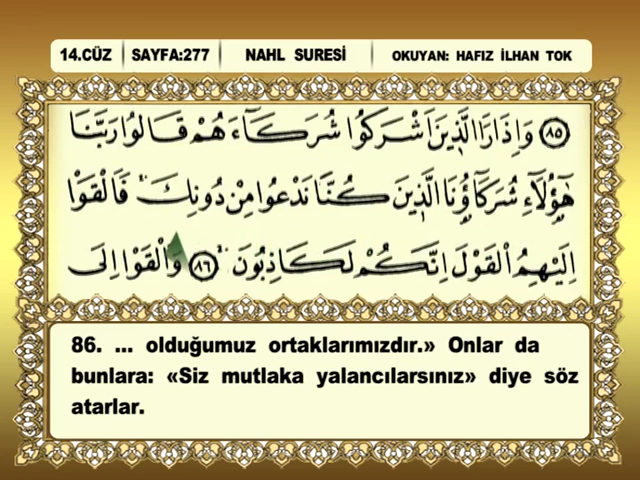 14.CÜZ SAYFA:277 NAHL SURESİ OKUYAN: HAFIZ İLHAN TOK
﴿٨٥﴾ وَاِذَا رَاَ الَّذ۪ينَ اَشْرَكُوا شُرَكَٓاءَهُمْ قَالُوا رَبَّنَا
هٰٓؤُ۬لَٓاءِ شُرَكَٓاؤُ۬نَا الَّذ۪ينَ كُنَّا نَدْعُوا مِنْ دُونِكَۚ فَاَلْقَوْا
اِلَيْهِمُ الْقَوْلَ اِنَّكُمْ لَكَاذِبُونَۚ ﴿٨٦﴾ وَاَلْقَوْا اِلَى
86. ... olduğumuz ortaklarımızdır.» Onlar da
bunlara: «Siz mutlaka yalancılarsınız» diye söz
atarlar.